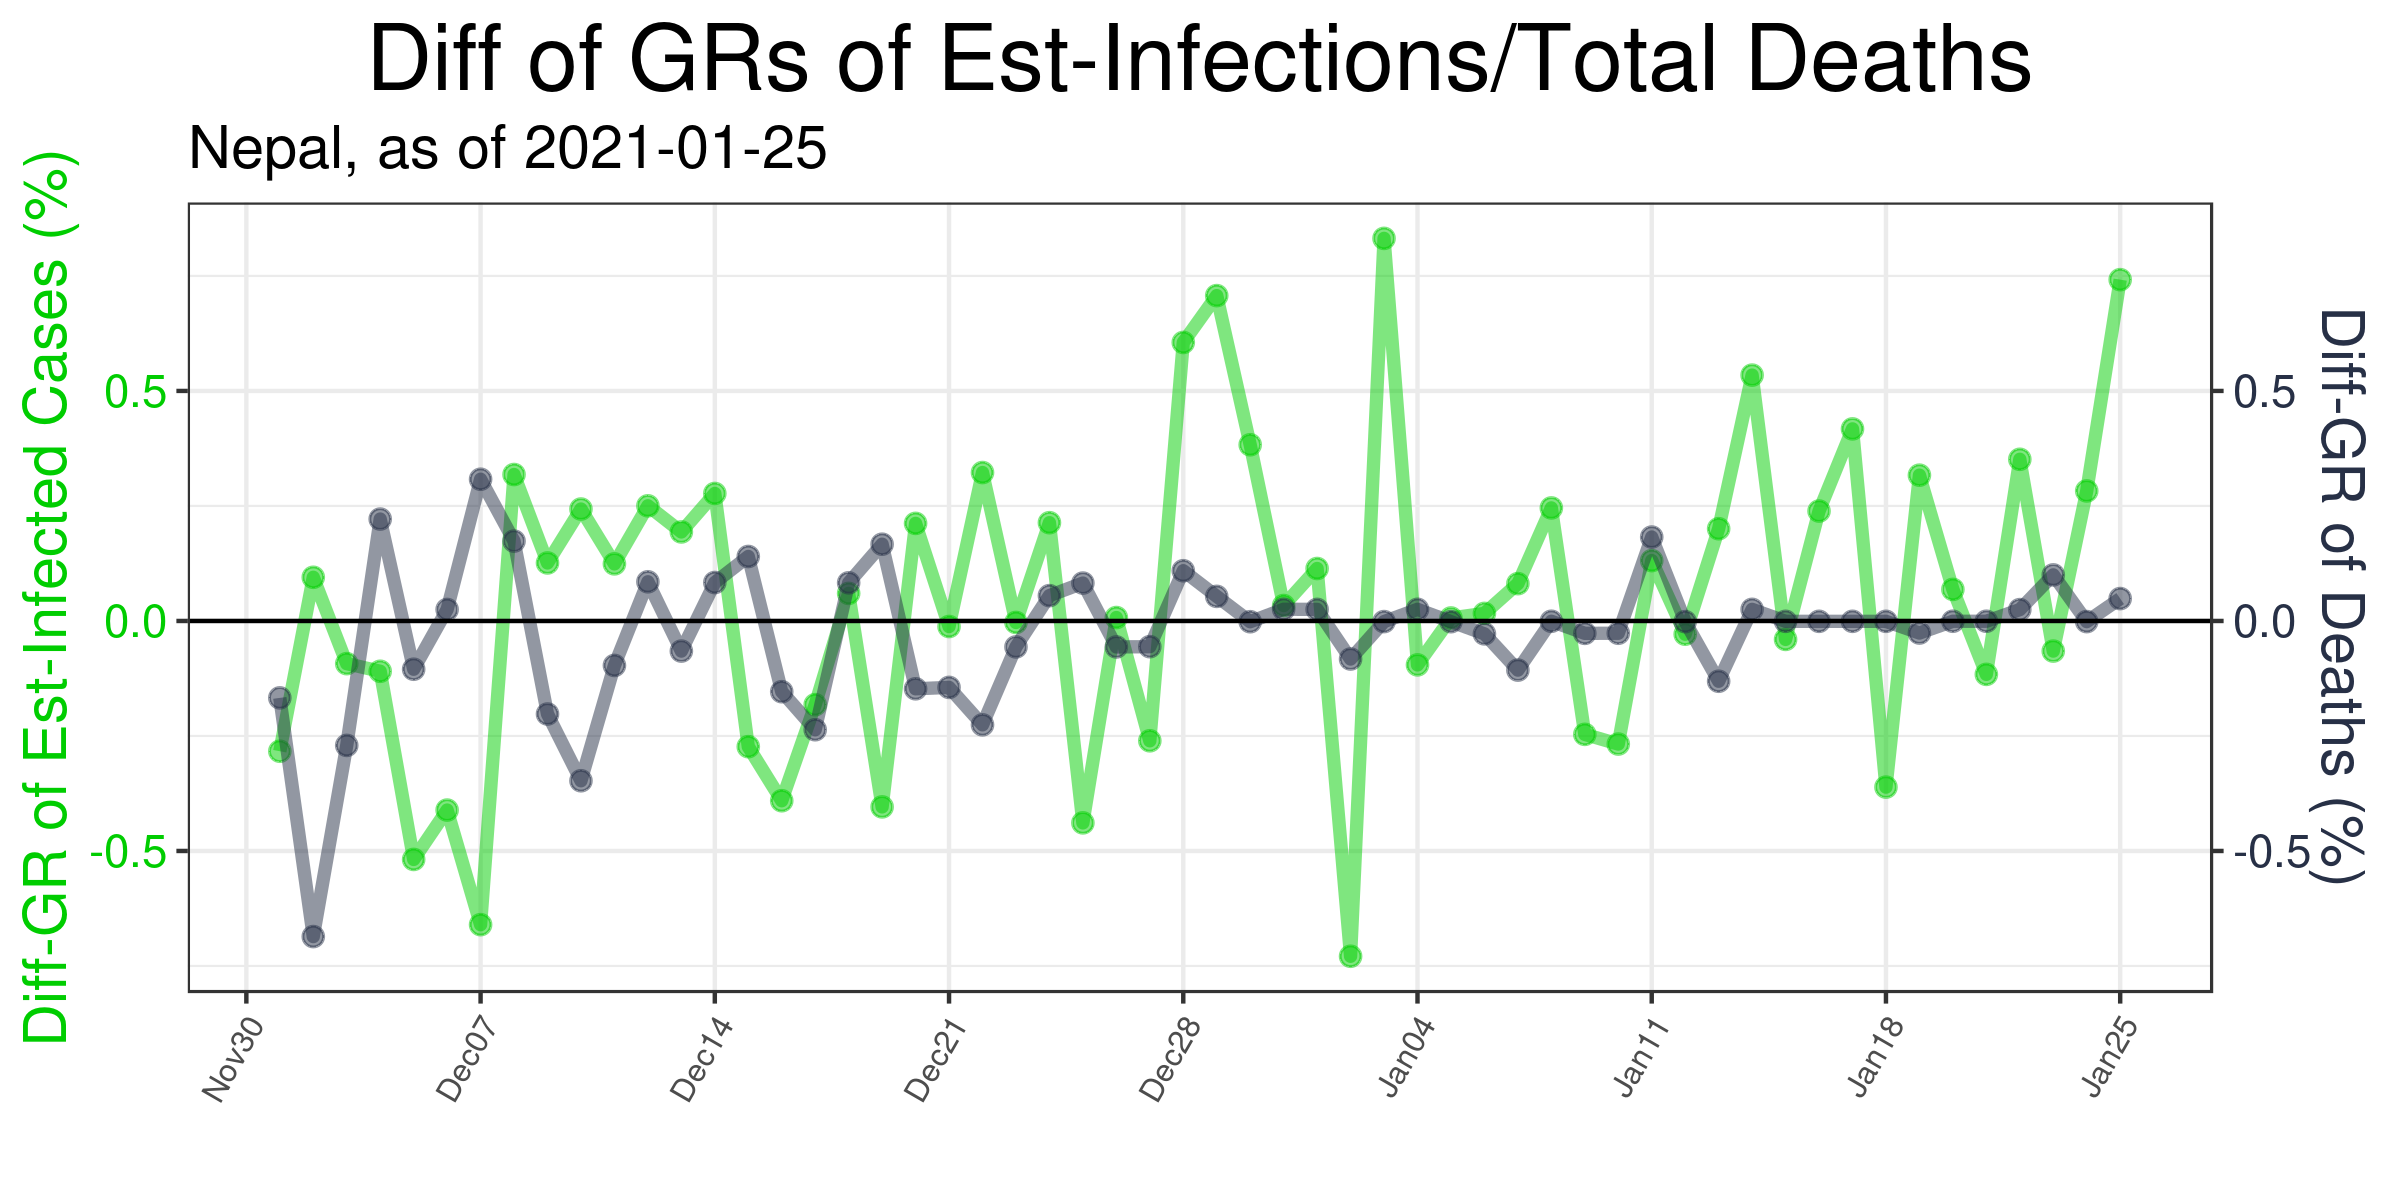 Diff of GRs of Est-Infections/Total Deaths
Nepal, as of 2021-01-25
Diff-GR of Est-Infected Cases (%)
0.5
0.0
-0.5
0.5
0.0
-0.5
Diff-GR of Deaths (%)
Nov30
Dec07
Dec14
Dec21
Dec28
Jan04
Jan11
Jan18
Jan25